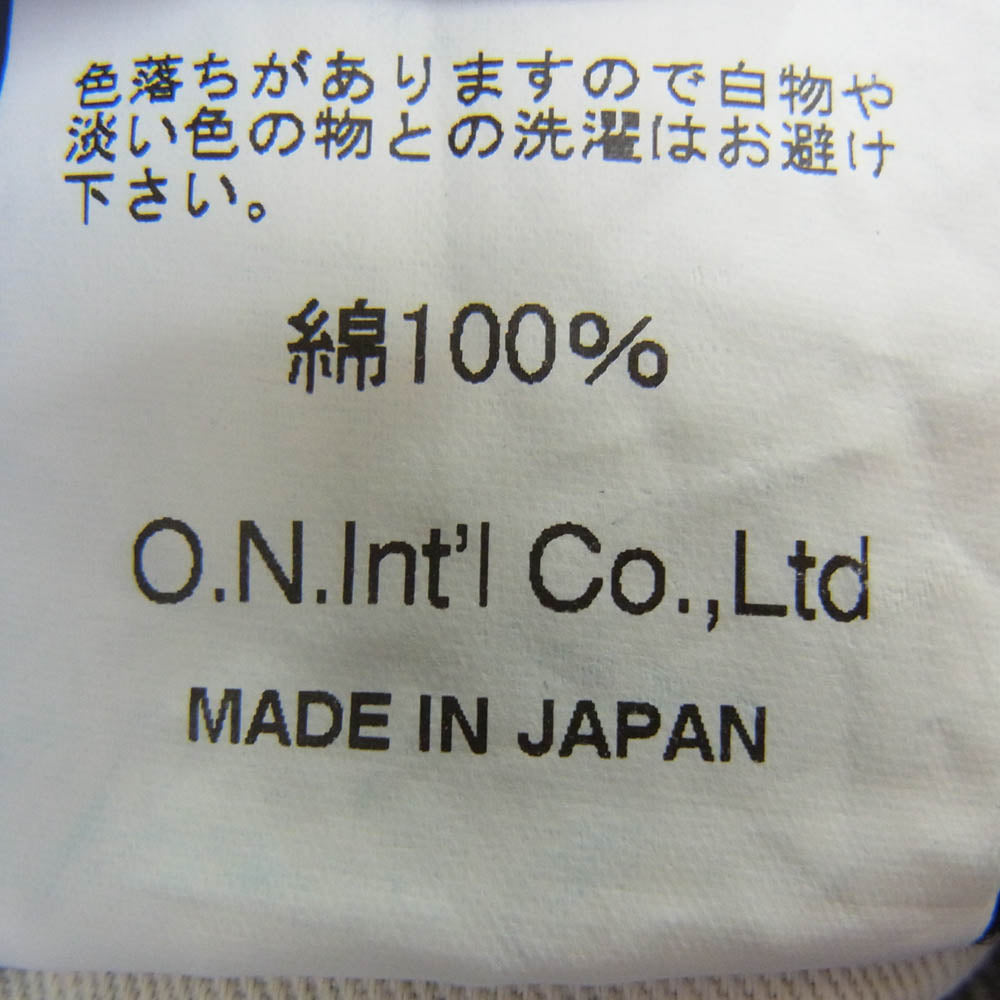 色落ちがありますので白物や
淡い色の物との洗濯はお避け
下さい。
綿100%
O.N.Int'l Co.,Ltd
MADE IN JAPAN